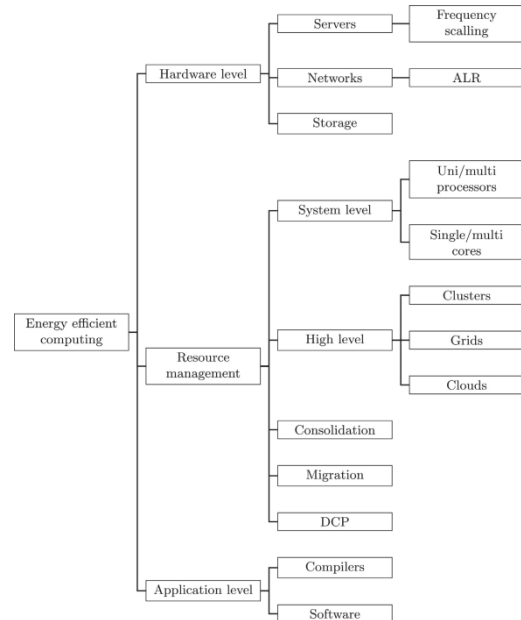 Servers
Frequency
scalling
Hardware level
Networks
ALR
Storage
Uni/multi
processors
System level
Single/multi
cores
Clusters
Energy efficient
computing
High level
Grids
Resource
management
Clouds
Consolidation
Migration
DCP
Compilers
Application level
Software